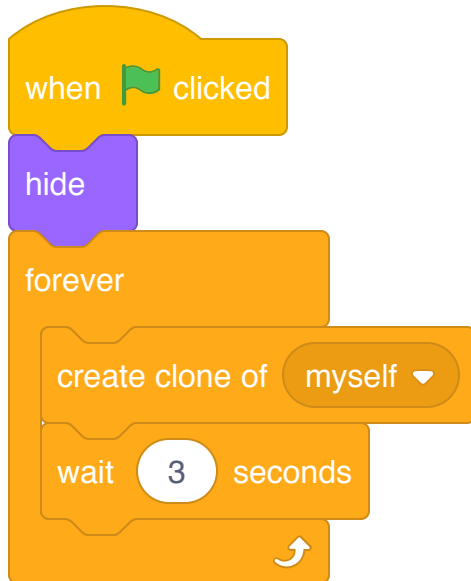 when clicked
hide
forever
create clone of myself
wait 3 seconds